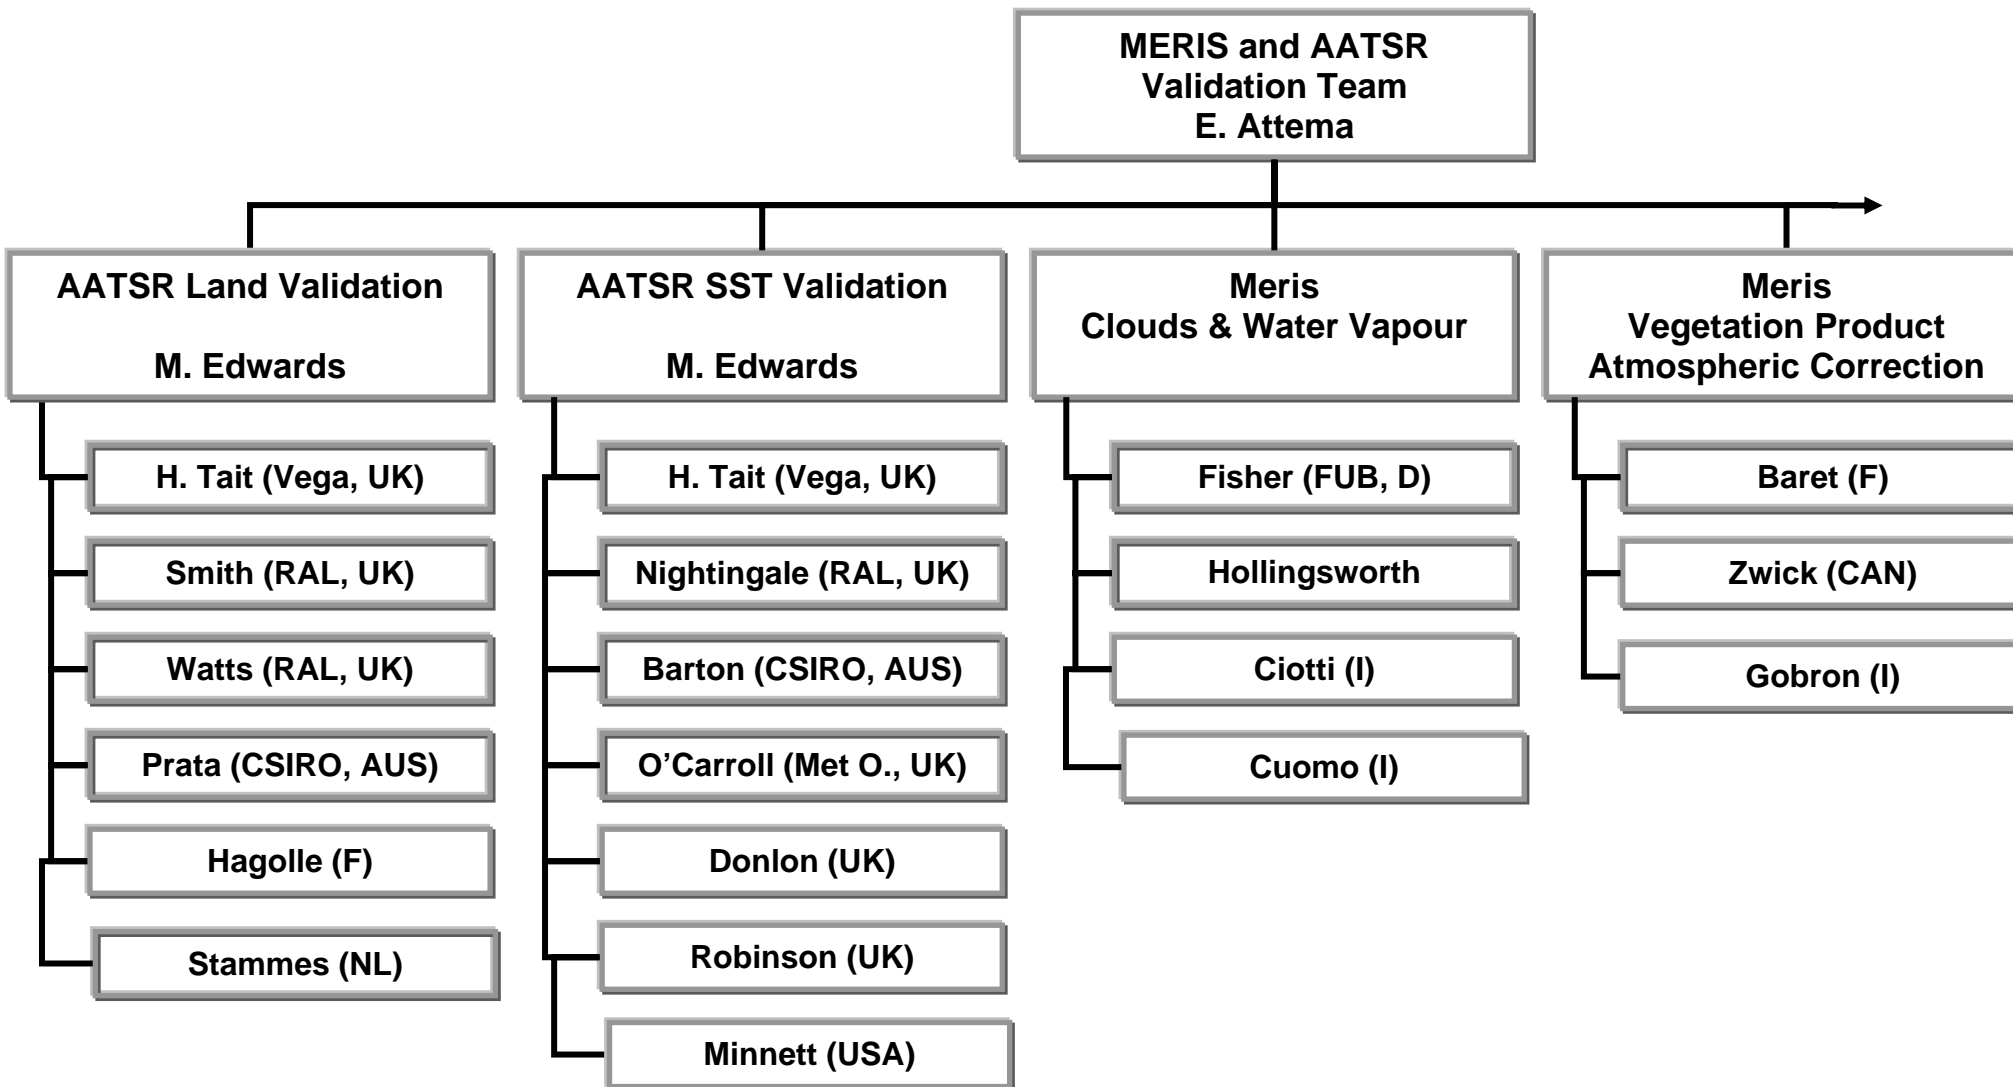 MERIS and AATSR
Validation Team
E. Attema
AATSR Land Validation
M. Edwards
H. Tait (Vega, UK)
Smith (RAL, UK)
Watts (RAL, UK)
Prata (CSIRO, AUS)
Hagolle (F)
Stammes (NL)
AATSR SST Validation
M. Edwards
H. Tait (Vega, UK)
Nightingale (RAL, UK)
Barton (CSIRO, AUS)
O’Carroll (Met O., UK)
Donlon (UK)
Robinson (UK)
Minnett (USA)
Meris
Clouds & Water Vapour
Fisher (FUB, D)
Hollingsworth
Ciotti (I)
Cuomo (I)
Meris
Vegetation Product
Atmospheric Correction
Baret (F)
Zwick (CAN)
Gobron (I)